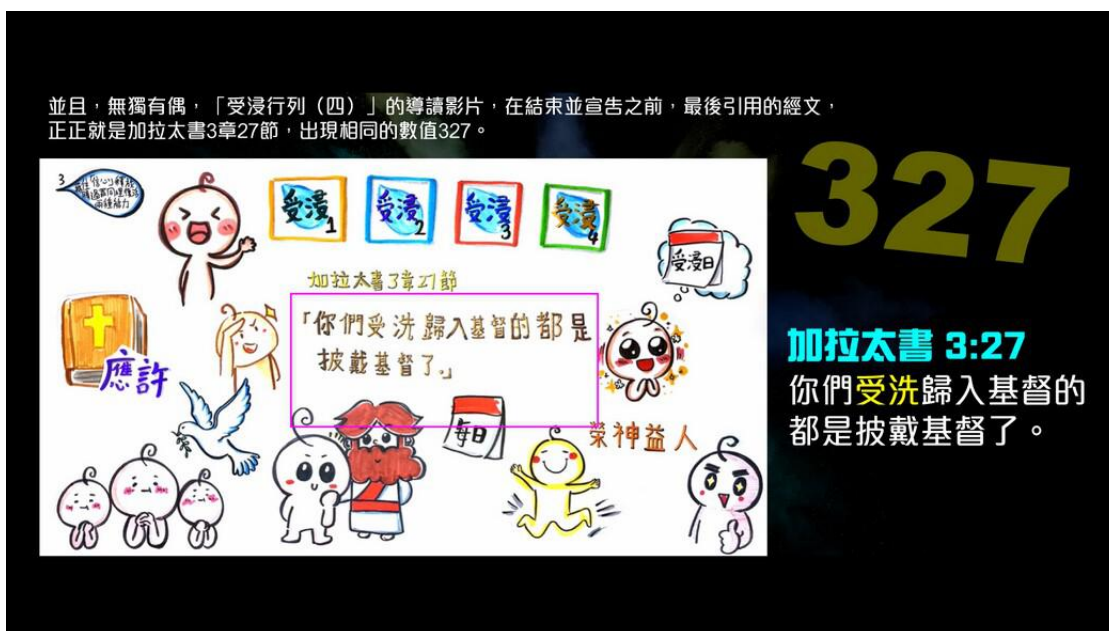 並且，無獨有偶，「受浸行列（四）」的導讀影片，在結束並宣告之前，最後引用的經文，
正正就是加拉太書3章27節，出現相同的數值327。
327
3
受浸1
受浸2
受浸3
受浸4
受浸日
加拉太書3章27節
「你們受洗歸入基督的都是
披戴基督了。」
應許
每日
榮神益人
加拉太書 3:27
你們受洗歸入基督的
都是披戴基督了。